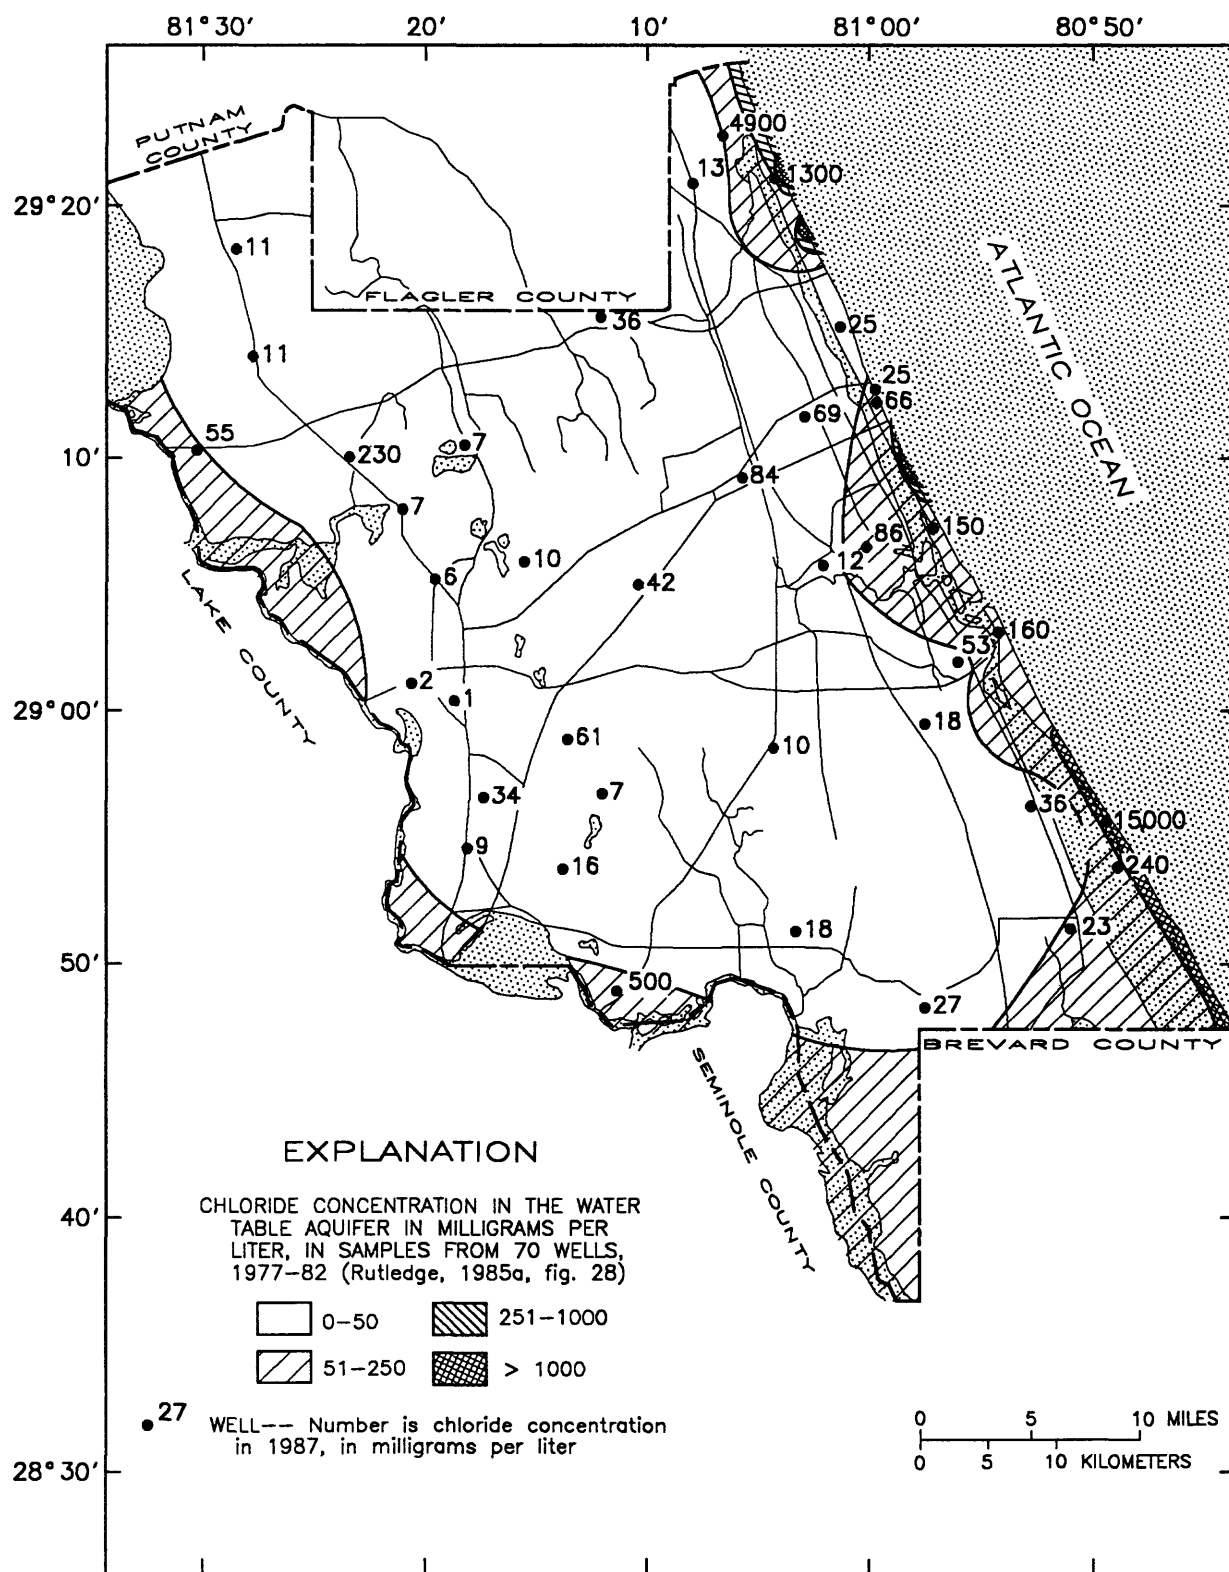 81°30′ 20′ 10′ 81°00′ 80°50′
PUTNAM
COUNTY
4900
13
1300
29°20′
11
ATLANTIC OCEAN
FLAGLER COUNTY
36
25
11
25
66
69
55
7
10′
230
84
7
150
86
10
12
6
42
LAKE COUNTY
160
53
2
1
29°00′
18
61
10
34
7
36
15000
9
16
240
23
18
50′
500
27
BREVARD COUNTY
SEMINOLE COUNTY
EXPLANATION
CHLORIDE CONCENTRATION IN THE WATER
TABLE AQUIFER IN MILLIGRAMS PER
LITER, IN SAMPLES FROM 70 WELLS,
1977–82 (Rutledge, 1985a, fig. 28)
40′
0–50 251–1000
51–250 > 1000
27
WELL–– Number is chloride concentration
in 1987, in milligrams per liter
0 5 10 MILES
0 5 10 KILOMETERS
28°30′